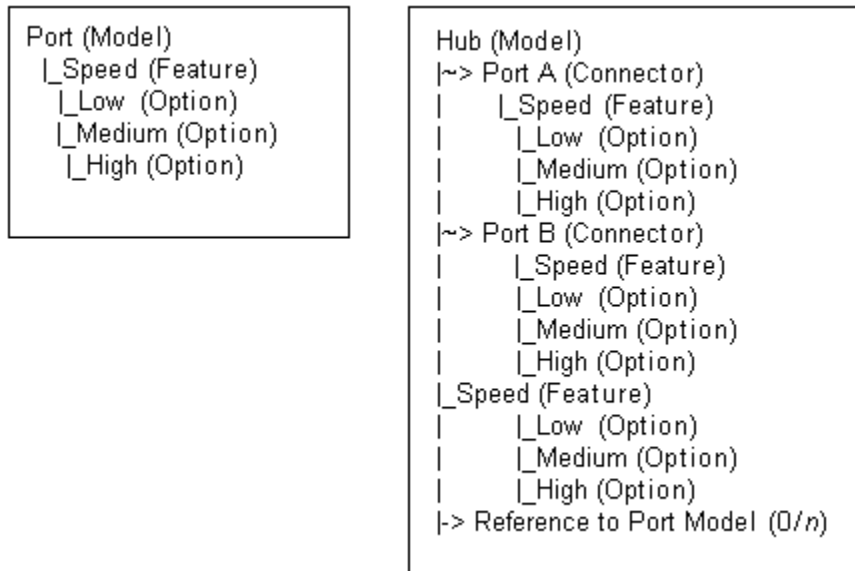 Port (Model)
|_Speed (Feature)
|_Low (Option)
|_Medium (Option)
|_High (Option)
Hub (Model)
|~> Port A (Connector)
| |_Speed (Feature)
| |_Low (Option)
| |_Medium (Option)
| |_High (Option)
|~> Port B (Connector)
| |_Speed (Feature)
| |_Low (Option)
| |_Medium (Option)
| |_High (Option)
|_Speed (Feature)
| |_Low (Option)
| |_Medium (Option)
| |_High (Option)
|-> Reference to Port Model (0/n)